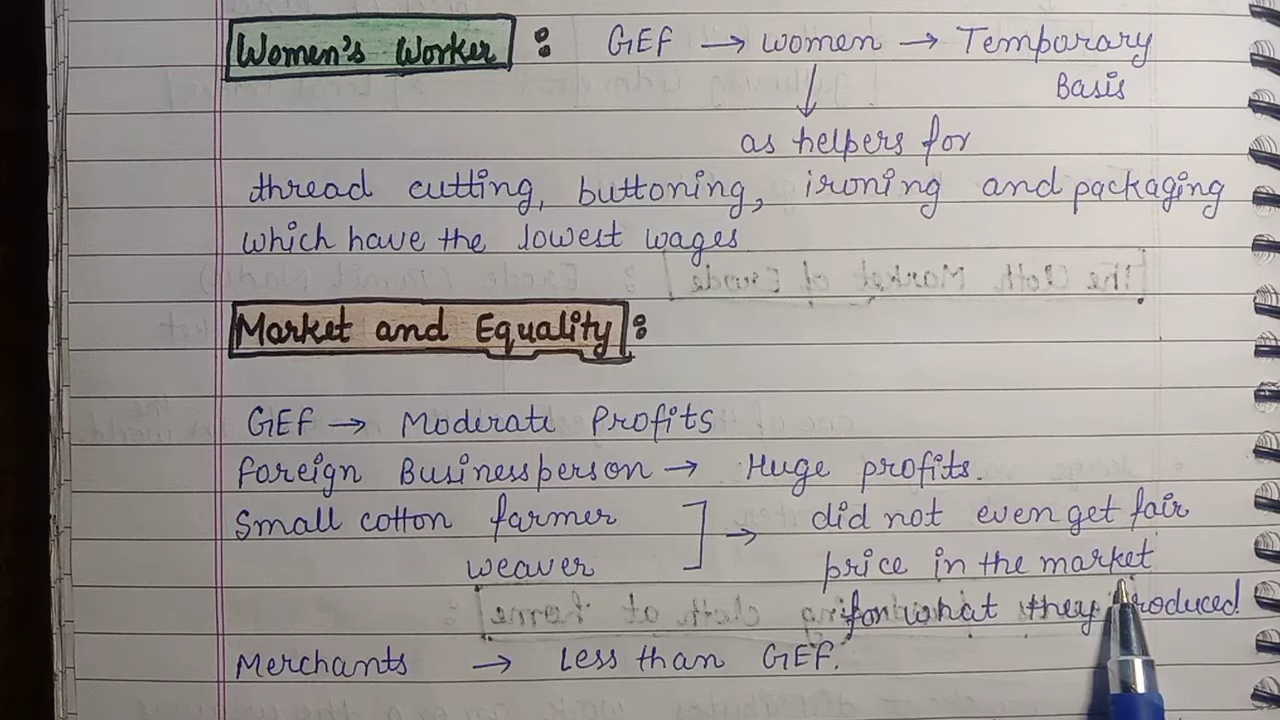 Women's Worker : GEF → women → Temporary
Basis
↓
as helpers for
thread cutting, buttoning, ironing and packaging
which have the lowest wages
Market and Equality :
GEF → Moderate Profits
Foreign Businessperson → Huge profits.
Small cotton farmer
weaver ] → did not even get fair
price in the market
for what they produced
Merchants → Less than GEF.